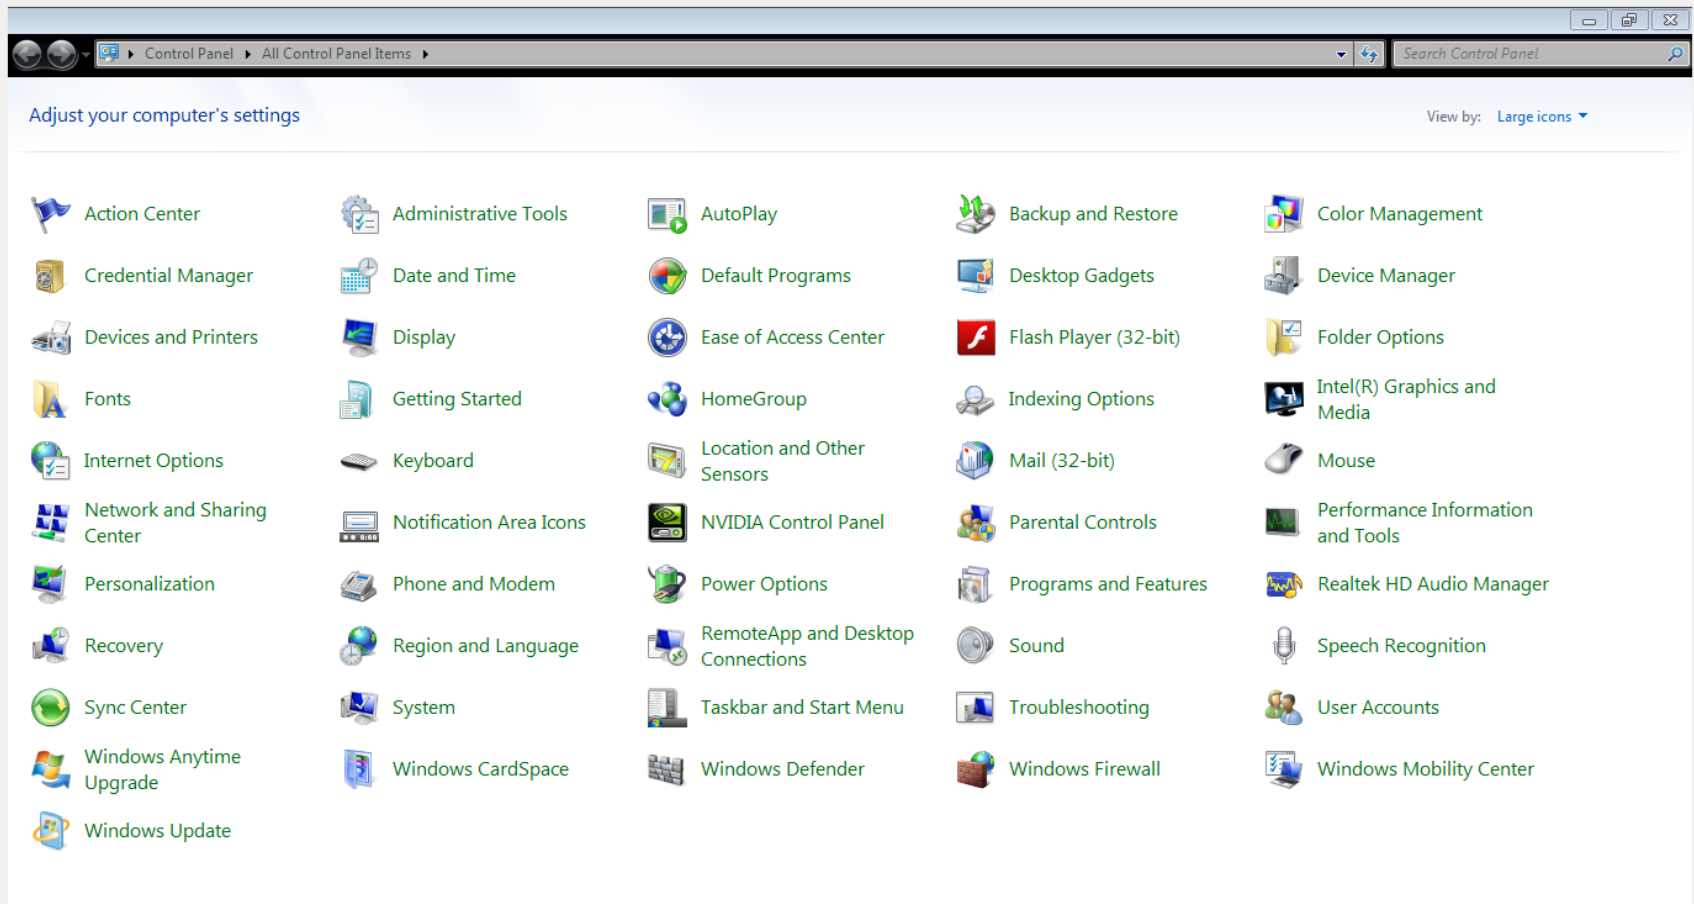 Control Panel All Control Panel Items
Search Control Panel
Adjust your computer's settings
View by: Large icons
Action Center
Administrative Tools
AutoPlay
Backup and Restore
Color Management
Credential Manager
Date and Time
Default Programs
Desktop Gadgets
Device Manager
Devices and Printers
Display
Ease of Access Center
Flash Player (32-bit)
Folder Options
Fonts
Getting Started
HomeGroup
Indexing Options
Intel(R) Graphics and
Media
Internet Options
Keyboard
Location and Other
Sensors
Mail (32-bit)
Mouse
Network and Sharing
Center
Notification Area Icons
NVIDIA Control Panel
Parental Controls
Performance Information
and Tools
Personalization
Phone and Modem
Power Options
Programs and Features
Realtek HD Audio Manager
Recovery
Region and Language
RemoteApp and Desktop
Connections
Sound
Speech Recognition
Sync Center
System
Taskbar and Start Menu
Troubleshooting
User Accounts
Windows Anytime
Upgrade
Windows CardSpace
Windows Defender
Windows Firewall
Windows Mobility Center
Windows Update